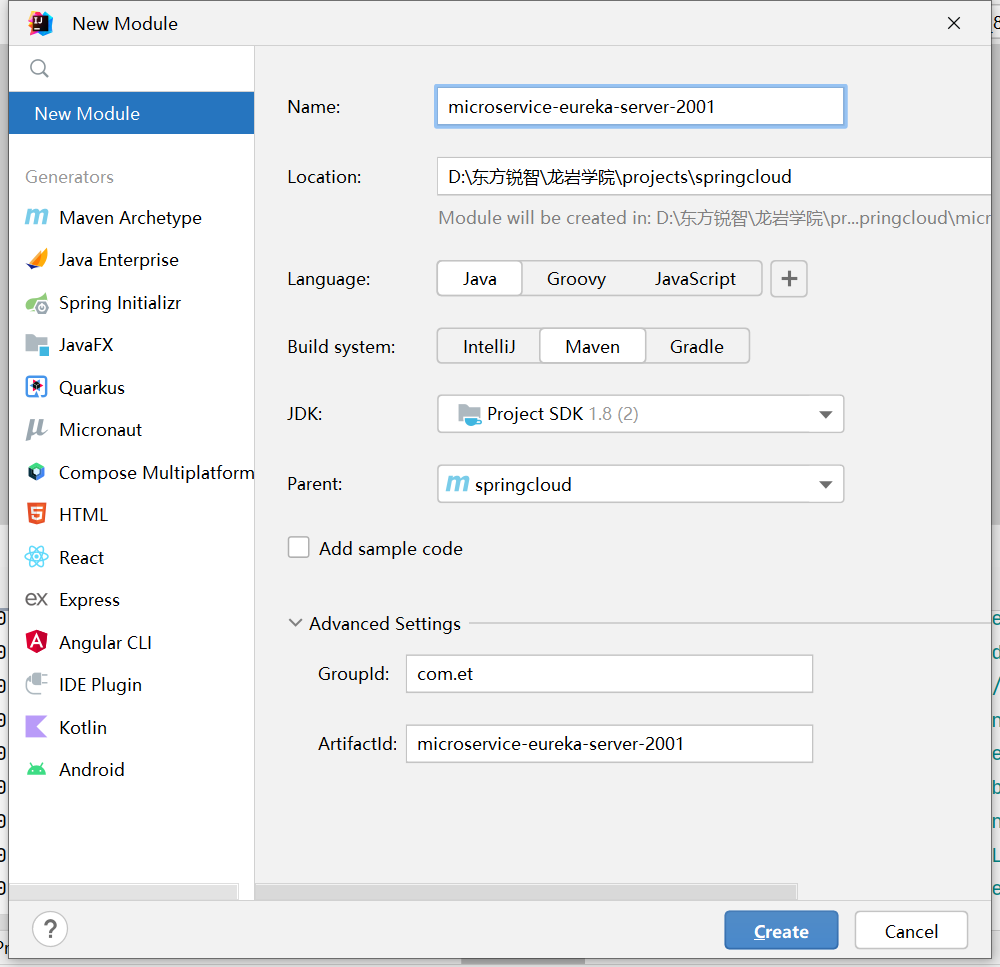 New Module
New Module
Generators
Maven Archetype
Java Enterprise
Spring Initializr
JavaFX
Quarkus
Micronaut
Compose Multiplatform
HTML
React
Express
Angular CLI
IDE Plugin
Kotlin
Android
Name:
microservice-eureka-server-2001
Location:
D:\东方锐智\龙岩学院\projects\springcloud
Module will be created in: D:\东方锐智\龙岩学院\pr...pringcloud\micr
Language:
Java Groovy JavaScript +
Build system:
IntelliJ Maven Gradle
JDK:
Project SDK 1.8 (2)
Parent:
springcloud
Add sample code
Advanced Settings
GroupId:
com.et
ArtifactId:
microservice-eureka-server-2001
?
Create
Cancel